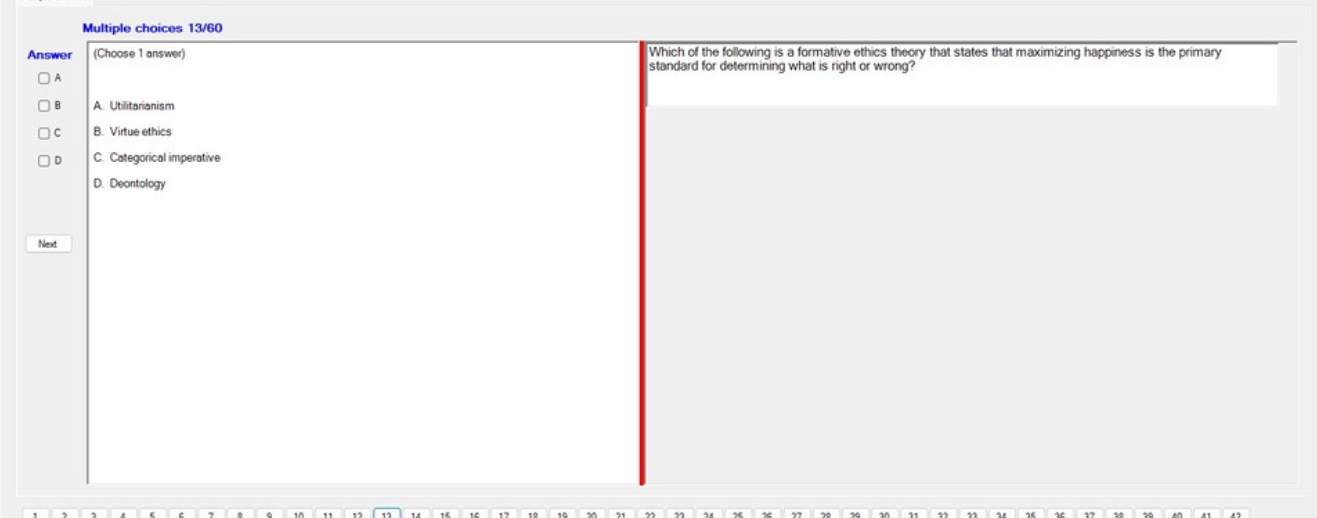 Multiple choices 13/60
Answer
(Choose 1 answer)
Which of the following is a formative ethics theory that states that maximizing happiness is the primary
standard for determining what is right or wrong?
A
B
C
D
A. Utilitarianism
B. Virtue ethics
C. Categorical imperative
D. Deontology
Next
1 2 3 4 5 6 7 8 9 10 11 12 13 14 15 16 17 18 19 20 21 22 23 24 25 26 27 28 29 30 31 32 33 34 35 36 37 38 39 40 41 42